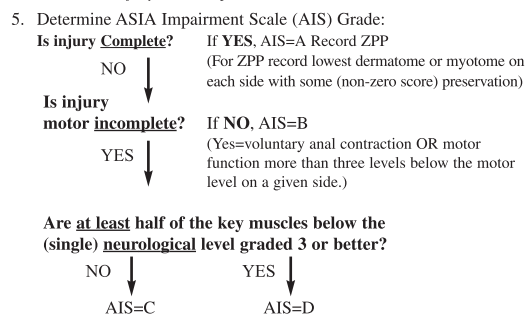 5. Determine ASIA Impairment Scale (AIS) Grade:
Is injury Complete? If YES, AIS=A Record ZPP
NO (For ZPP record lowest dermatome or myotome on
each side with some (non-zero score) preservation)
Is injury
motor incomplete? If NO, AIS=B
(Yes=voluntary anal contraction OR motor
YES function more than three levels below the motor
level on a given side.)
Are at least half of the key muscles below the
(single) neurological level graded 3 or better?
NO YES
AIS=C AIS=D